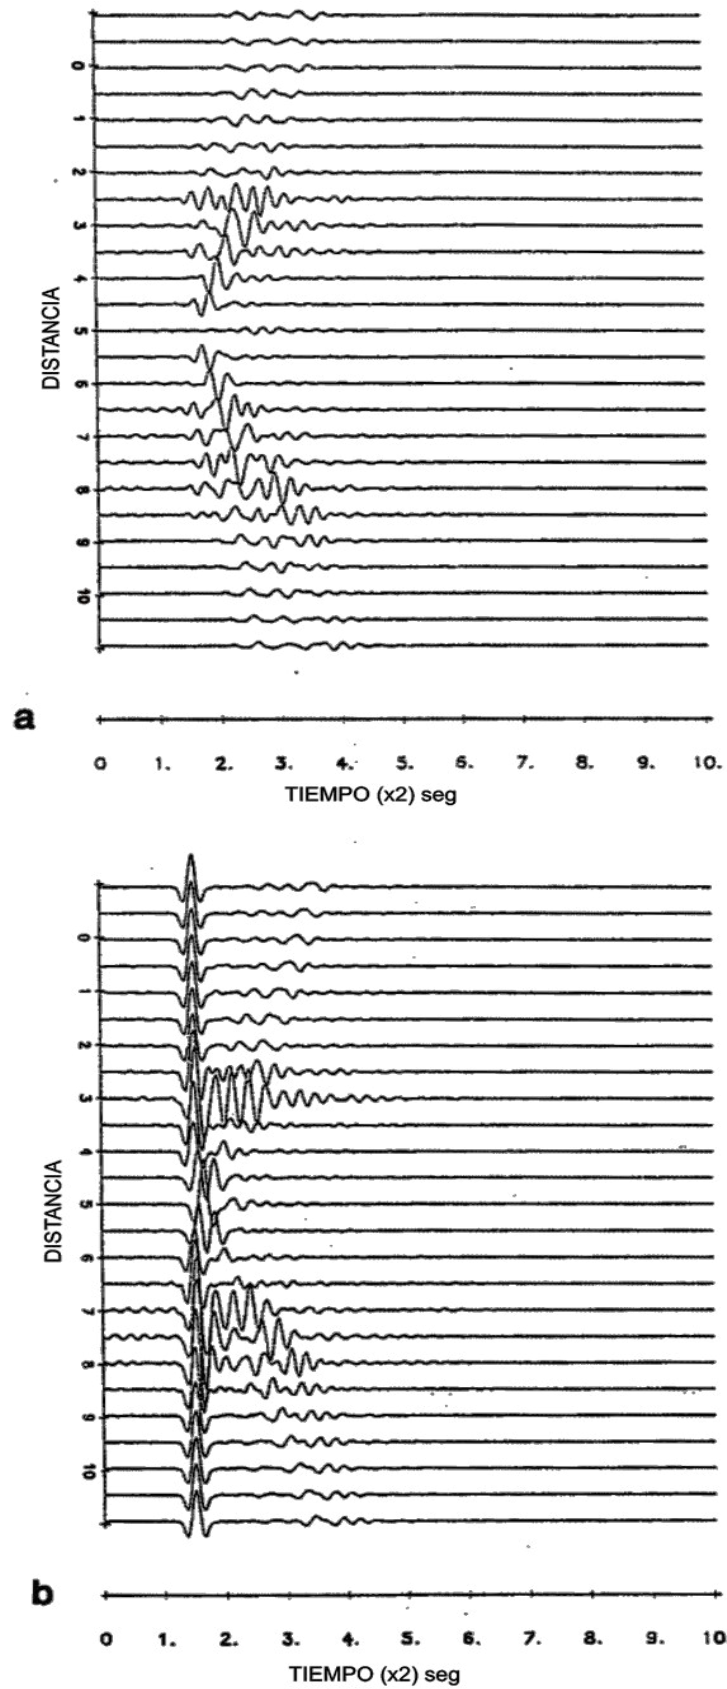 0
1
2
3
4
5
6
7
8
9
10
DISTANCIA
a
0 1. 2. 3. 4. 5. 6. 7. 8. 9. 10.
TIEMPO (x2) seg
0
1
2
3
4
5
6
7
8
9
10
DISTANCIA
b
0 1. 2. 3. 4. 5. 6. 7. 8. 9. 10
TIEMPO (x2) seg